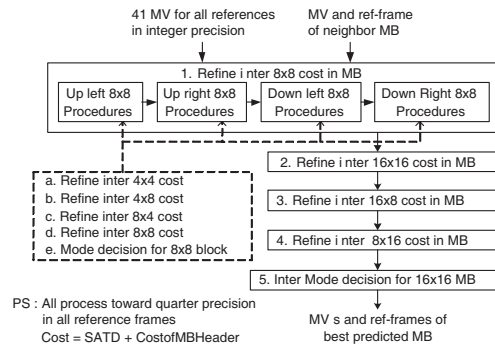 41 MV for all references
in integer precision
MV and ref-frame
of neighbor MB
1. Refine i nter 8x8 cost in MB
Up left 8x8
Procedures
Up right 8x8
Procedures
Down left 8x8
Procedures
Down Right 8x8
Procedures
2. Refine i nter 16x16 cost in MB
a. Refine inter 4x4 cost
b. Refine inter 4x8 cost
c. Refine inter 8x4 cost
d. Refine inter 8x8 cost
e. Mode decision for 8x8 block
3. Refine i nter 16x8 cost in MB
4. Refine i nter 8x16 cost in MB
5. Inter Mode decision for 16x16 MB
PS : All process toward quarter precision
in all reference frames
Cost = SATD + CostofMBHeader
MV s and ref-frames of
best predicted MB